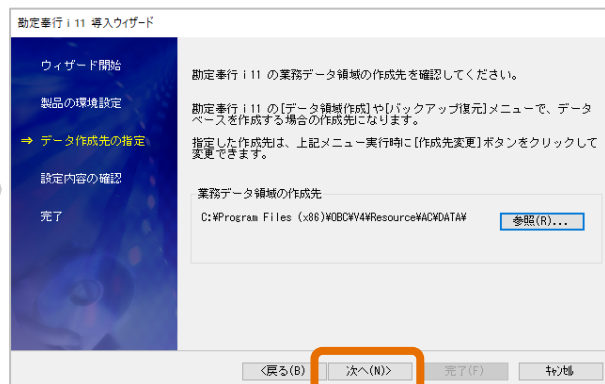 勘定奉行ｉ11 導入ウィザード
ウィザード開始
製品の環境設定
⇒ データ作成先の指定
設定内容の確認
完了
勘定奉行ｉ11 の業務データ領域の作成先を確認してください。
勘定奉行ｉ11 の[データ領域作成]や[バックアップ復元]メニューで、データ
ベースを作成する場合の作成先になります。
指定した作成先は、上記メニュー実行時に[作成先変更]ボタンをクリックして
変更できます。
業務データ領域の作成先
C:¥Program Files (x86)¥OBC¥V4¥Resource¥AC¥DATA¥
参照(R)...
<戻る(B)
次へ(N)>
完了(F)
ｷｬﾝｾﾙ